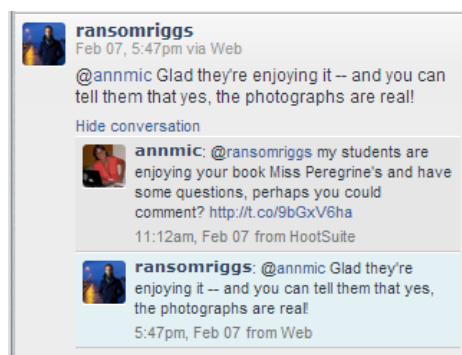 ransomriggs
Feb 07, 5:47pm via Web
@annmic Glad they're enjoying it -- and you can
tell them that yes, the photographs are real!
Hide conversation
annmic: @ransomriggs my students are
enjoying your book Miss Peregrine's and have
some questions, perhaps you could
comment? http://t.co/9bGxV6ha
11:12am, Feb 07 from HootSuite
ransomriggs: @annmic Glad they're
enjoying it -- and you can tell them that yes,
the photographs are real!
5:47pm, Feb 07 from Web